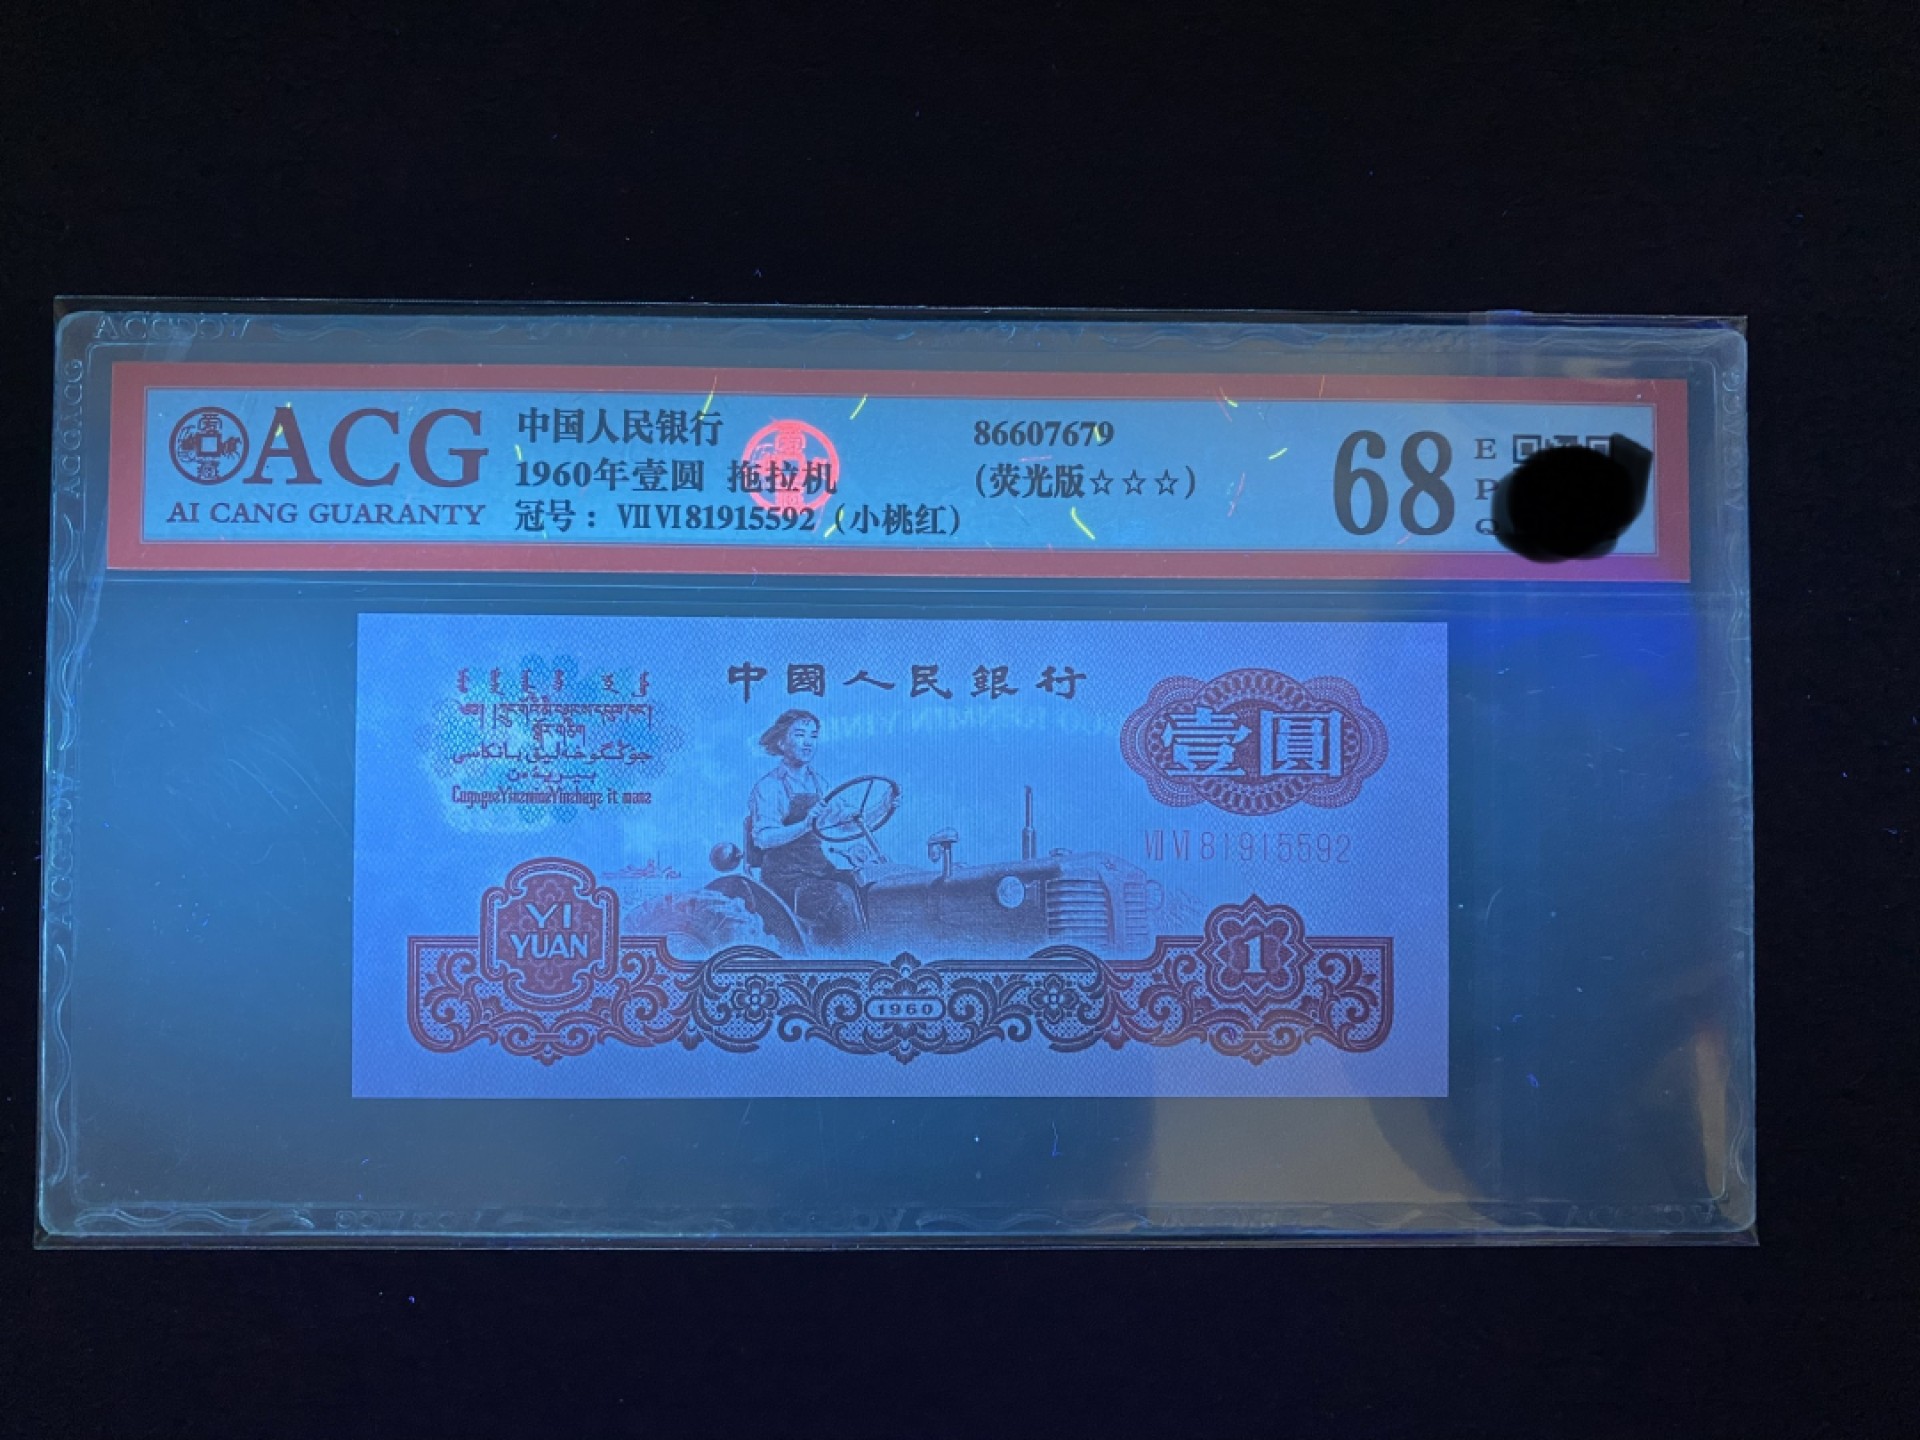 ACG
AI CANG GUARANTY
中国人民银行
1960年壹圆 拖拉机
冠号：ⅦⅥ81915592（小桃红）
86607679
(荧光版☆☆☆)
68
E
P
Q
中國人民銀行
壹圓
ⅦⅥ81915592
YI
YUAN
1960
1